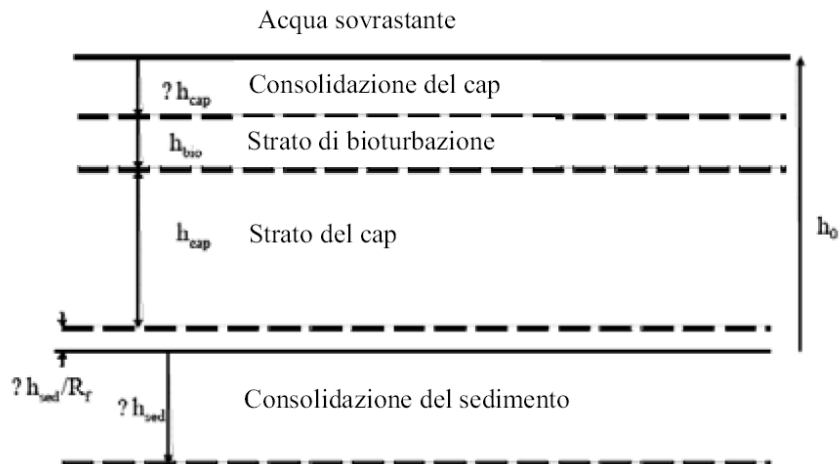 Acqua sovrastante
?h_cap Consolidazione del cap
h_bio Strato di bioturbazione
h_cap Strato del cap
h_0
?h_sed/R_f
?h_sed Consolidazione del sedimento